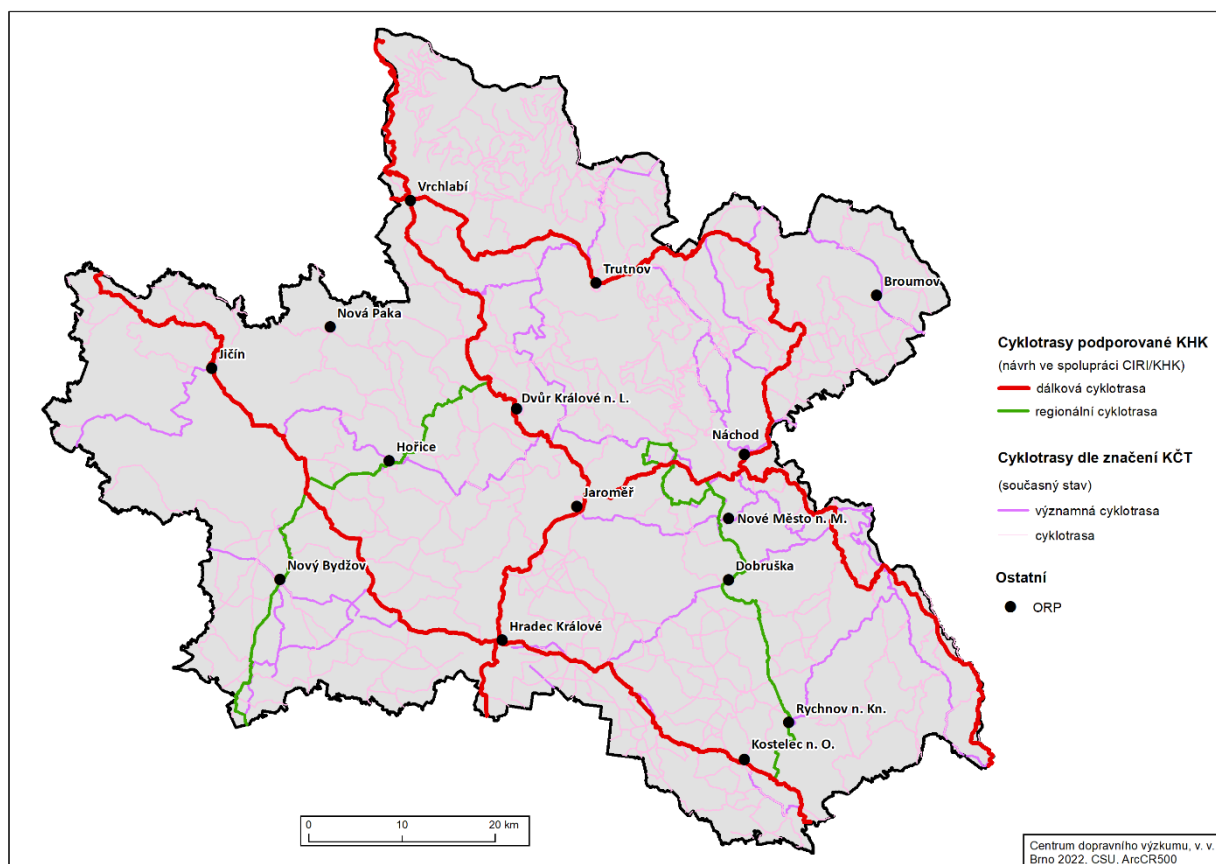 Vrchlabí
Trutnov
Broumov
Nová Paka
Jičín
Dvůr Králové n. L.
Hořice
Náchod
Jaroměř
Nové Město n. M.
Nový Bydžov
Dobruška
Hradec Králové
Rychnov n. Kn.
Kostelec n. O.
Cyklotrasy podporované KHK
(návrh ve spolupráci CIRI/KHK)
dálková cyklotrasa
regionální cyklotrasa
Cyklotrasy dle značení KČT
(současný stav)
významná cyklotrasa
cyklotrasa
Ostatní
ORP
0 10 20 km
Centrum dopravního výzkumu, v. v.
Brno 2022, CSU, ArcCR500